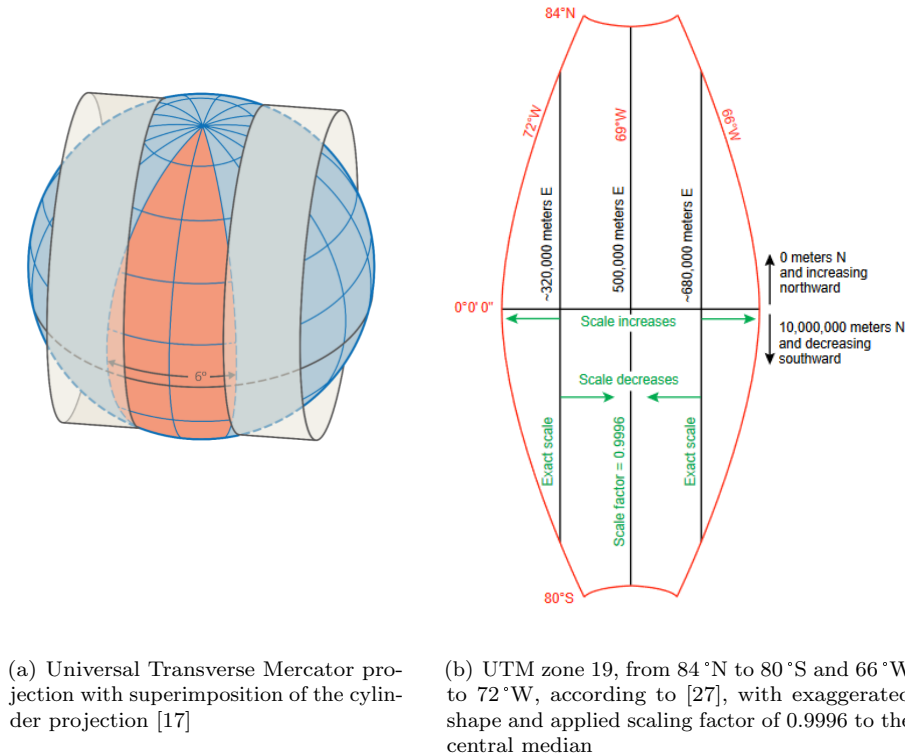 6°
84°N
72°W
69°W
66°W
~320,000 meters E
500,000 meters E
~680,000 meters E
0°0' 0"
0 meters N
and increasing
northward
Scale increases
10,000,000 meters N
and decreasing
southward
Scale decreases
Exact scale
Scale factor = 0.9996
Exact scale
80°S
(a) Universal Transverse Mercator pro-
jection with superimposition of the cylin-
der projection [17]
(b) UTM zone 19, from 84°N to 80°S and 66°W
to 72°W, according to [27], with exaggerated
shape and applied scaling factor of 0.9996 to the
central median